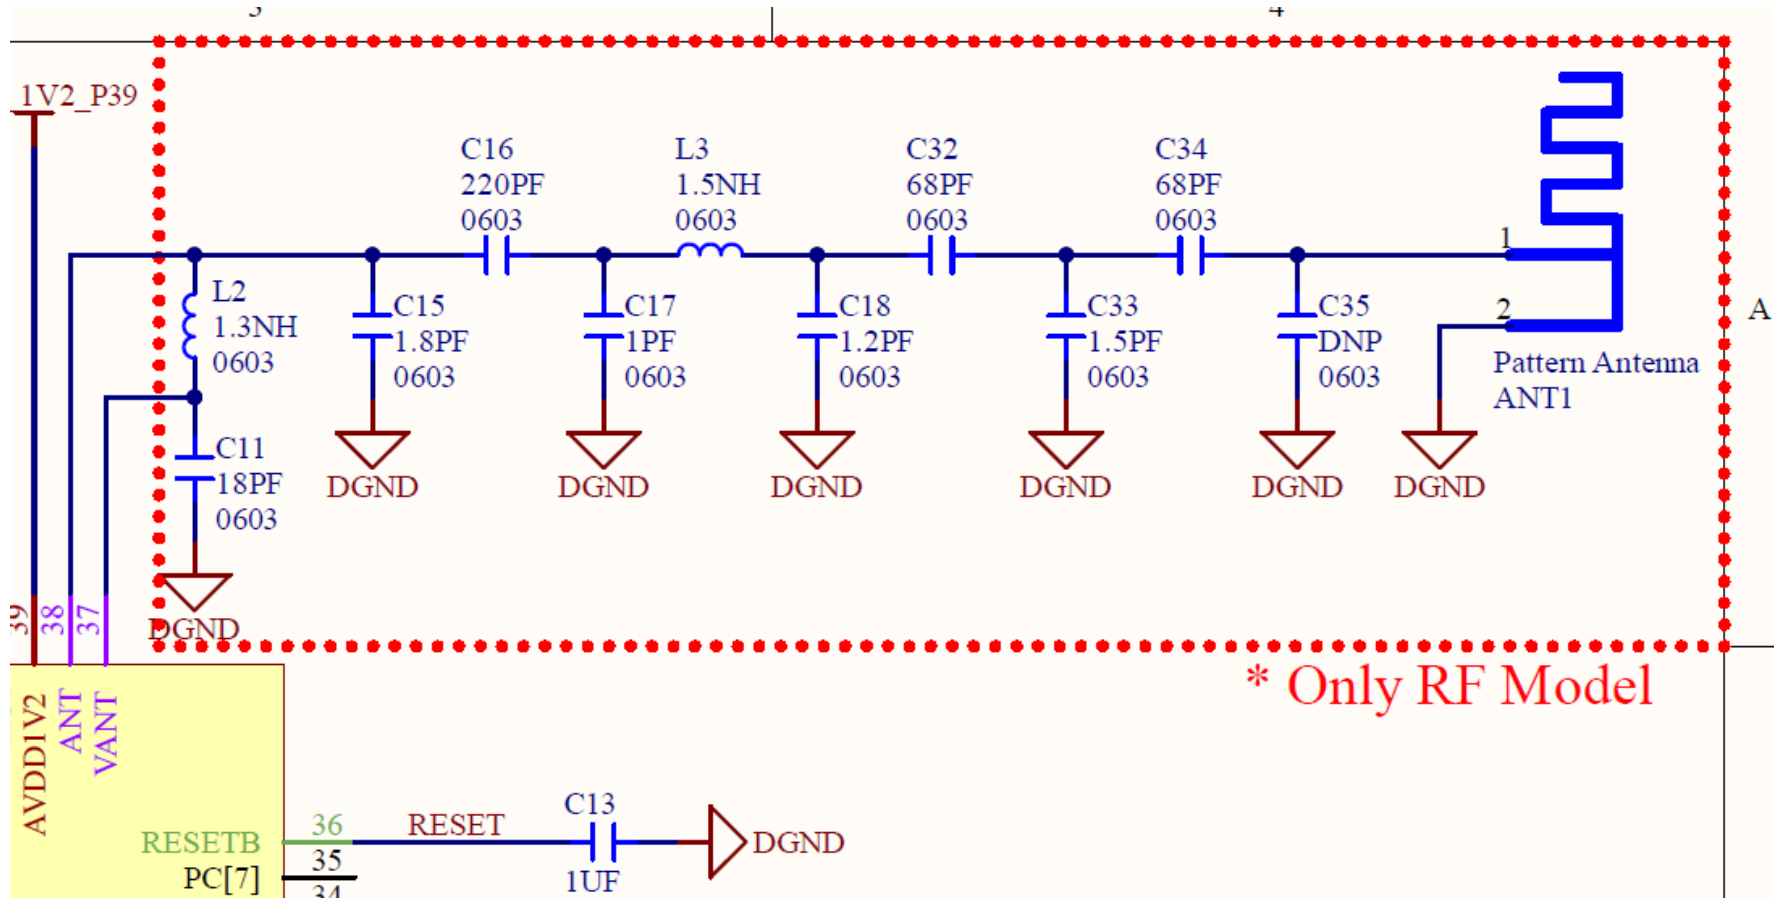 4
1V2_P39
C16
220PF
0603
L3
1.5NH
0603
C32
68PF
0603
C34
68PF
0603
1
L2
1.3NH
0603
C15
1.8PF
0603
C17
1PF
0603
C18
1.2PF
0603
C33
1.5PF
0603
C35
DNP
0603
2
Pattern Antenna
ANT1
A
C11
18PF
0603
DGND
DGND
DGND
DGND
DGND
DGND
DGND
39
38
37
* Only RF Model
AVDD1V2
ANT
VANT
RESETB
36
RESET
C13
1UF
DGND
PC[7]
35
34